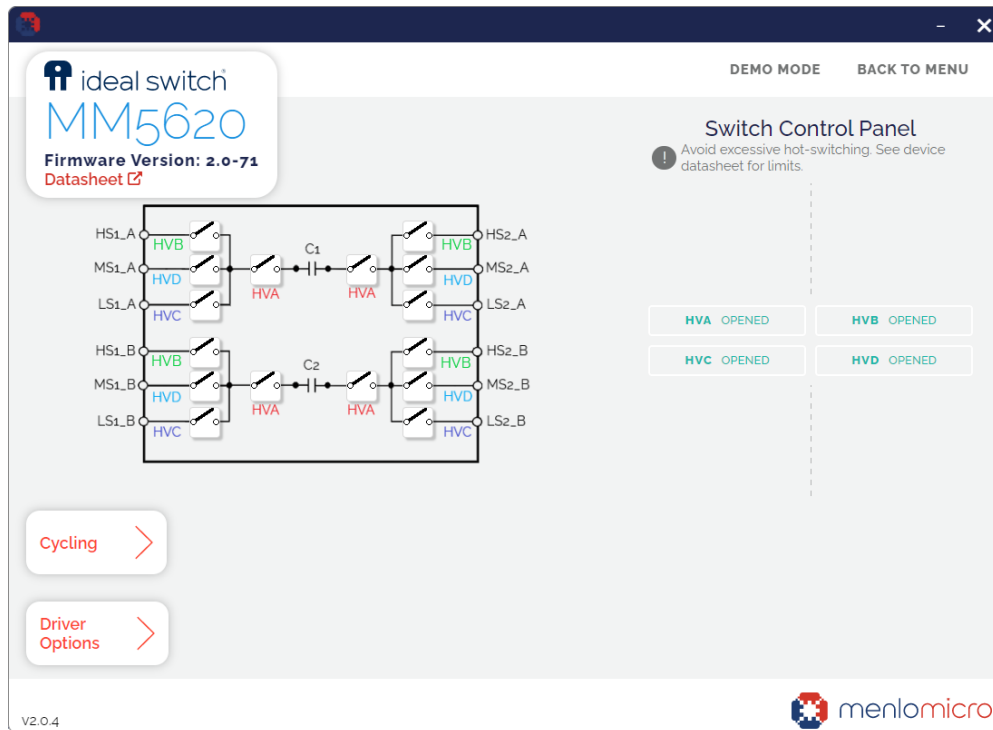 DEMO MODE BACK TO MENU
ideal switch®
MM5620
Firmware Version: 2.0-71
Datasheet
Switch Control Panel
! Avoid excessive hot-switching. See device
datasheet for limits.
HS1_A HVB HVB HS2_A
C1
MS1_A HVD HVA HVA HVD MS2_A
LS1_A HVC HVC LS2_A
HS1_B HVB HVB HS2_B
C2
MS1_B HVD HVA HVA HVD MS2_B
LS1_B HVC HVC LS2_B
HVA OPENED HVB OPENED
HVC OPENED HVD OPENED
Cycling
Driver
Options
v2.0.4
menlomicro